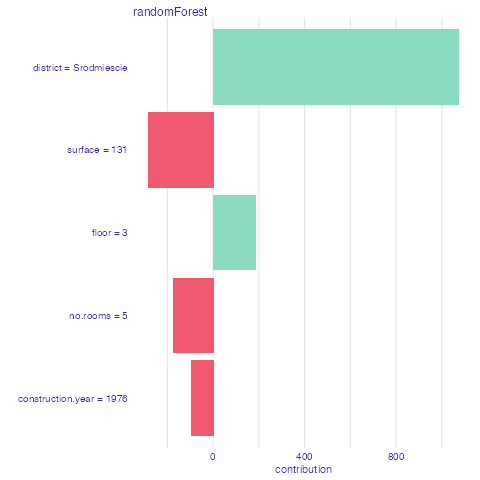 randomForest
district = Srodmiescie
surface = 131
floor = 3
no.rooms = 5
construction.year = 1976
0 400 800
contribution